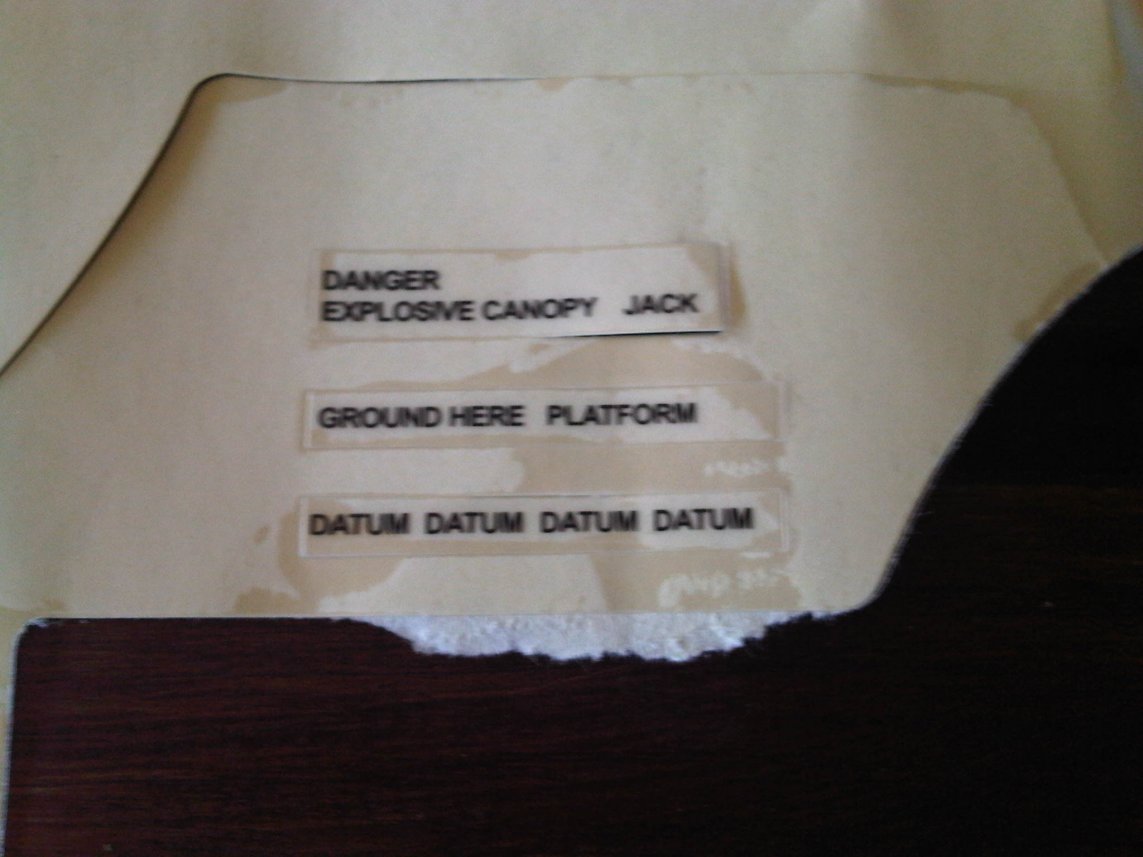 DANGER
EXPLOSIVE CANOPY JACK
GROUND HERE PLATFORM
DATUM DATUM DATUM DATUM